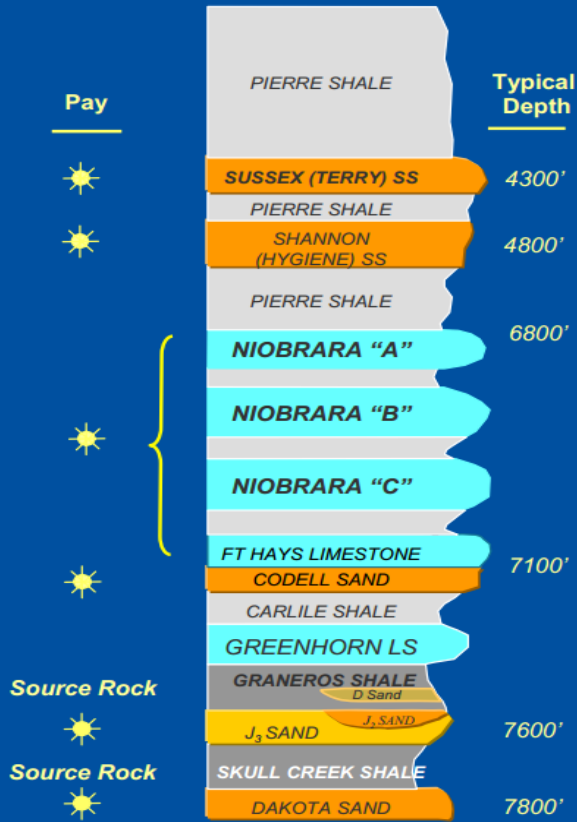 Pay
Typical
Depth
PIERRE SHALE
SUSSEX (TERRY) SS
4300’
PIERRE SHALE
SHANNON
(HYGIENE) SS
4800’
PIERRE SHALE
6800’
NIOBRARA “A”
NIOBRARA “B”
NIOBRARA “C”
FT HAYS LIMESTONE
7100’
CODELL SAND
CARLILE SHALE
GREENHORN LS
GRANEROS SHALE
Source Rock
D Sand
J2 SAND
J3 SAND
7600’
Source Rock
SKULL CREEK SHALE
DAKOTA SAND
7800’